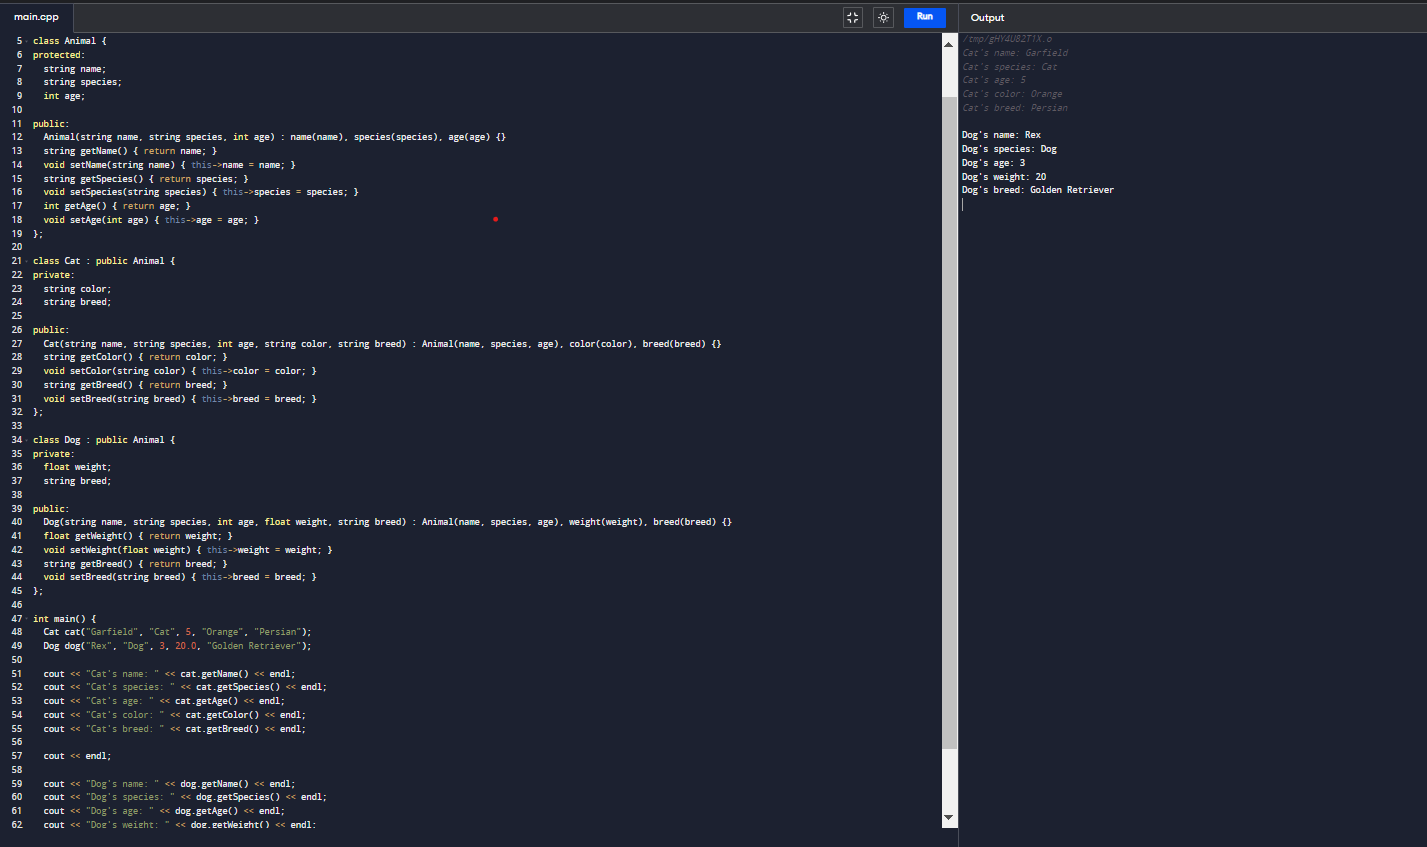 main.cpp
Run
Output
5 class Animal {
6 protected:
7 string name;
8 string species;
9 int age;
10
11 public:
12 Animal(string name, string species, int age) : name(name), species(species), age(age) {}
13 string getName() { return name; }
14 void setName(string name) { this->name = name; }
15 string getSpecies() { return species; }
16 void setSpecies(string species) { this->species = species; }
17 int getAge() { return age; }
18 void setAge(int age) { this->age = age; }
19 };
20
21 class Cat : public Animal {
22 private:
23 string color;
24 string breed;
25
26 public:
27 Cat(string name, string species, int age, string color, string breed) : Animal(name, species, age), color(color), breed(breed) {}
28 string getColor() { return color; }
29 void setColor(string color) { this->color = color; }
30 string getBreed() { return breed; }
31 void setBreed(string breed) { this->breed = breed; }
32 };
33
34 class Dog : public Animal {
35 private:
36 float weight;
37 string breed;
38
39 public:
40 Dog(string name, string species, int age, float weight, string breed) : Animal(name, species, age), weight(weight), breed(breed) {}
41 float getWeight() { return weight; }
42 void setWeight(float weight) { this->weight = weight; }
43 string getBreed() { return breed; }
44 void setBreed(string breed) { this->breed = breed; }
45 };
46
47 int main() {
48 Cat cat("Garfield", "Cat", 5, "Orange", "Persian");
49 Dog dog("Rex", "Dog", 3, 20.0, "Golden Retriever");
50
51 cout << "Cat's name: " << cat.getName() << endl;
52 cout << "Cat's species: " << cat.getSpecies() << endl;
53 cout << "Cat's age: " << cat.getAge() << endl;
54 cout << "Cat's color: " << cat.getColor() << endl;
55 cout << "Cat's breed: " << cat.getBreed() << endl;
56
57 cout << endl;
58
59 cout << "Dog's name: " << dog.getName() << endl;
60 cout << "Dog's species: " << dog.getSpecies() << endl;
61 cout << "Dog's age: " << dog.getAge() << endl;
62 cout << "Dog's weight: " << dog.getWeight() << endl;
/tmp/gHY4U82T1X.o
Cat's name: Garfield
Cat's species: Cat
Cat's age: 5
Cat's color: Orange
Cat's breed: Persian
Dog's name: Rex
Dog's species: Dog
Dog's age: 3
Dog's weight: 20
Dog's breed: Golden Retriever